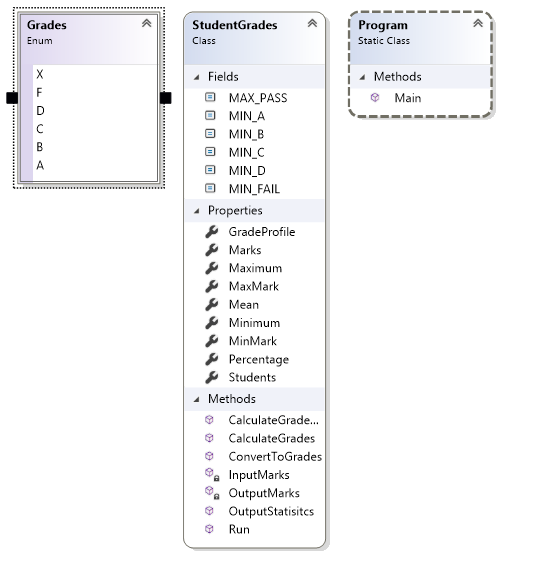 Grades
Enum
X
F
D
C
B
A
StudentGrades
Class
Fields
MAX_PASS
MIN_A
MIN_B
MIN_C
MIN_D
MIN_FAIL
Properties
GradeProfile
Marks
Maximum
MaxMark
Mean
Minimum
MinMark
Percentage
Students
Methods
CalculateGrade...
CalculateGrades
ConvertToGrades
InputMarks
OutputMarks
OutputStatisitcs
Run
Program
Static Class
Methods
Main